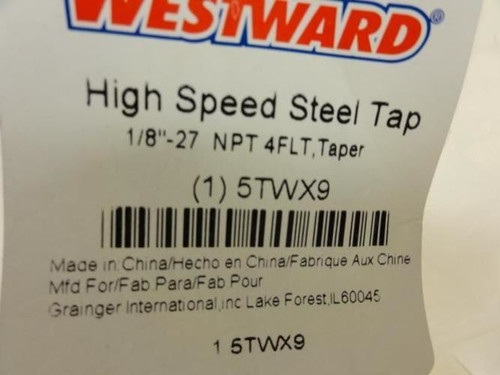 WESTWARD®
High Speed Steel Tap
1/8"-27 NPT 4FLT,Taper
(1) 5TWX9
Made in:China/Hecho en China/Fabrique Aux Chine
Mfd For/Fab Para/Fab Pour
Grainger International,inc Lake Forest,IL60045
1 5TWX9